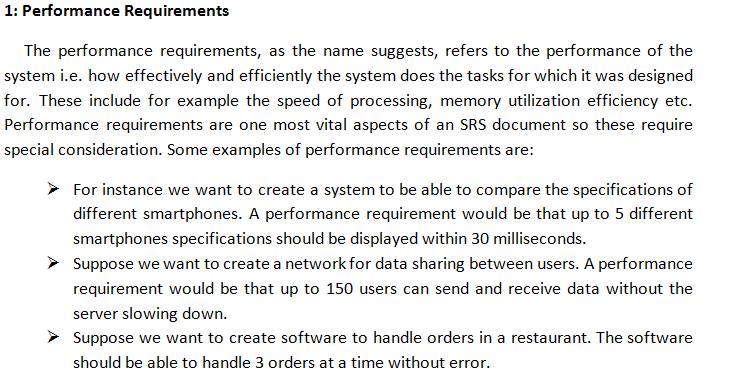 1: Performance Requirements
The performance requirements, as the name suggests, refers to the performance of the
system i.e. how effectively and efficiently the system does the tasks for which it was designed
for. These include for example the speed of processing, memory utilization efficiency etc.
Performance requirements are one most vital aspects of an SRS document so these require
special consideration. Some examples of performance requirements are:
➢ For instance we want to create a system to be able to compare the specifications of
different smartphones. A performance requirement would be that up to 5 different
smartphones specifications should be displayed within 30 milliseconds.
➢ Suppose we want to create a network for data sharing between users. A performance
requirement would be that up to 150 users can send and receive data without the
server slowing down.
➢ Suppose we want to create software to handle orders in a restaurant. The software
should be able to handle 3 orders at a time without error.